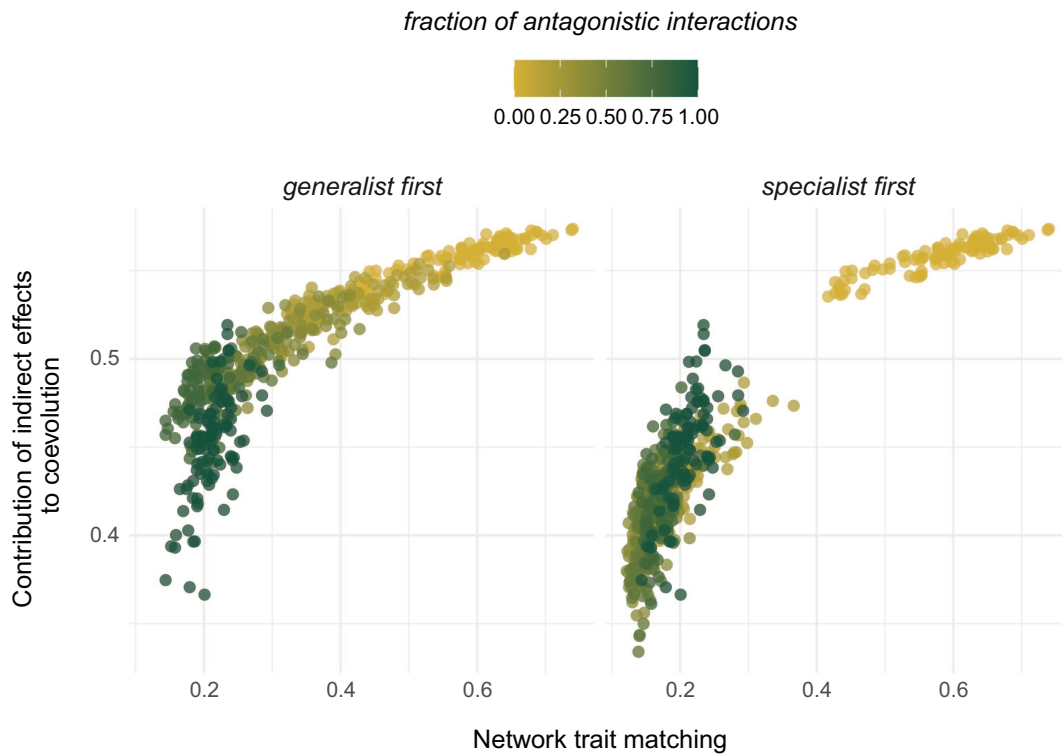 fraction of antagonistic interactions
0.00 0.25 0.50 0.75 1.00
generalist first
specialist first
Contribution of indirect effects
to coevolution
0.5
0.4
0.2 0.4 0.6
0.2 0.4 0.6
Network trait matching